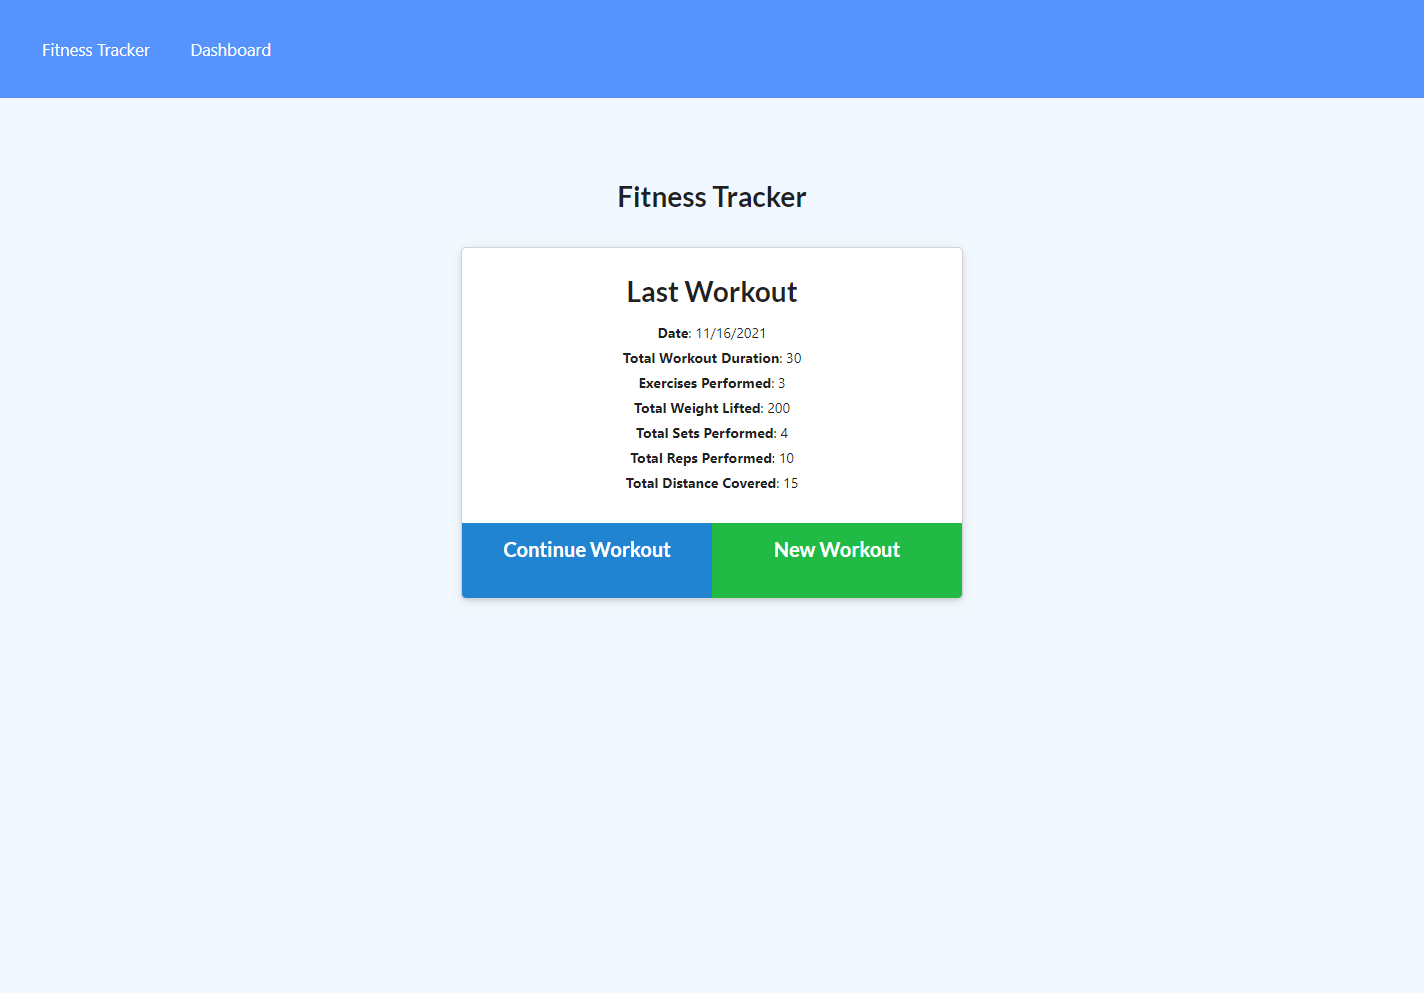 Fitness Tracker Dashboard
Fitness Tracker
Last Workout
Date: 11/16/2021
Total Workout Duration: 30
Exercises Performed: 3
Total Weight Lifted: 200
Total Sets Performed: 4
Total Reps Performed: 10
Total Distance Covered: 15
Continue Workout New Workout